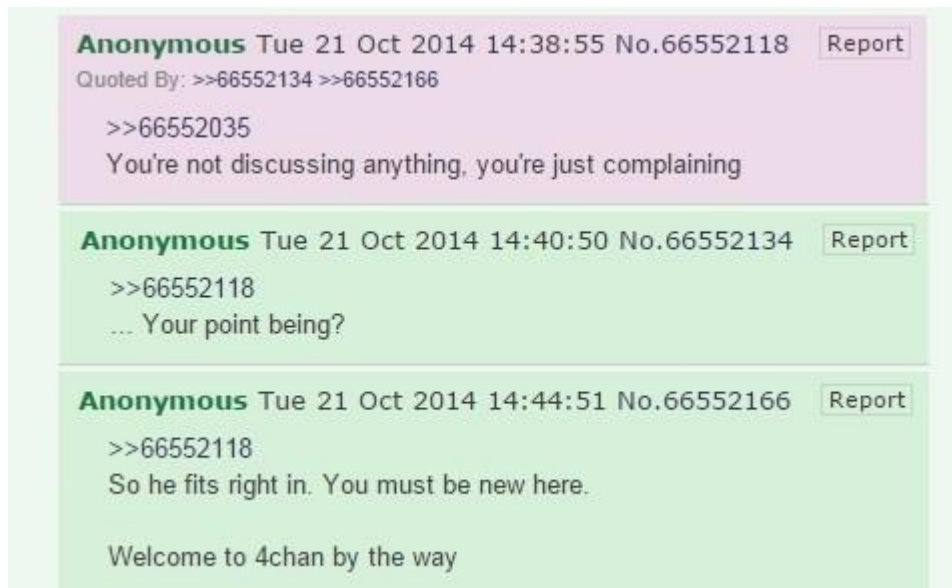 Anonymous Tue 21 Oct 2014 14:38:55 No.66552118 Report
Quoted By: >>66552134 >>66552166
>>66552035
You're not discussing anything, you're just complaining
Anonymous Tue 21 Oct 2014 14:40:50 No.66552134 Report
>>66552118
... Your point being?
Anonymous Tue 21 Oct 2014 14:44:51 No.66552166 Report
>>66552118
So he fits right in. You must be new here.
Welcome to 4chan by the way